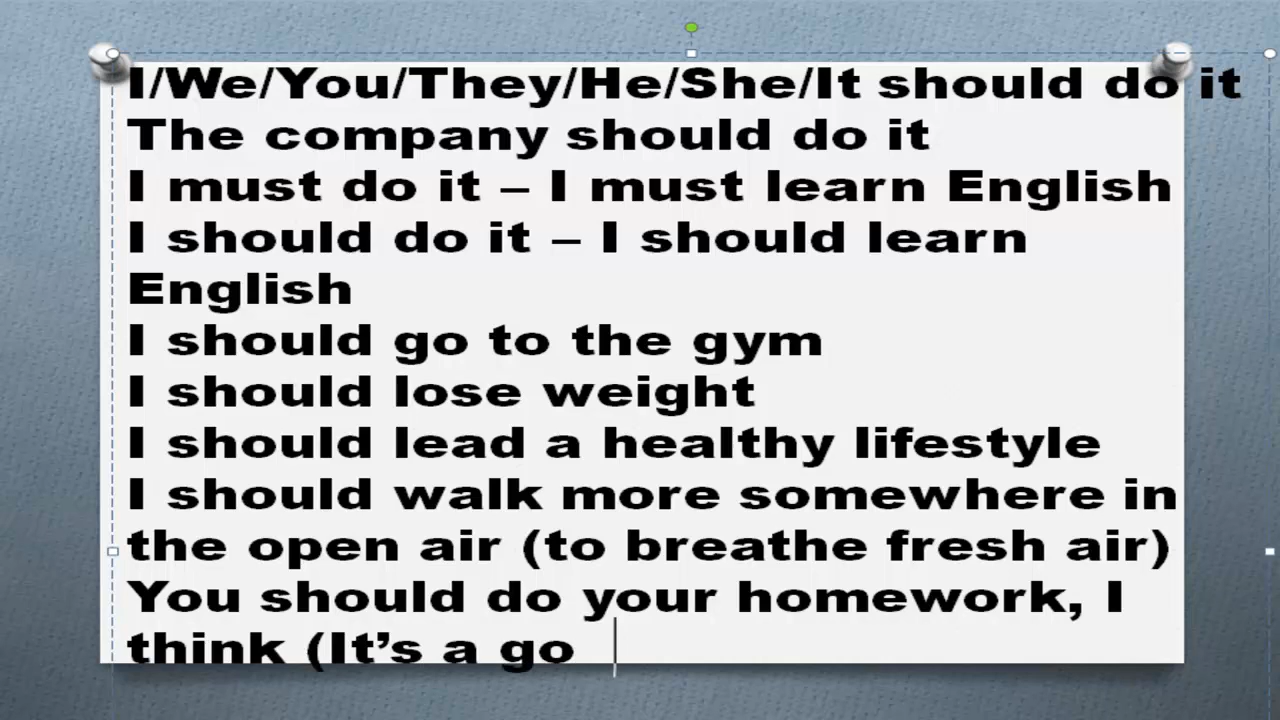 I/We/You/They/He/She/It should do it
The company should do it
I must do it – I must learn English
I should do it – I should learn
English
I should go to the gym
I should lose weight
I should lead a healthy lifestyle
I should walk more somewhere in
the open air (to breathe fresh air)
You should do your homework, I
think (It’s a go